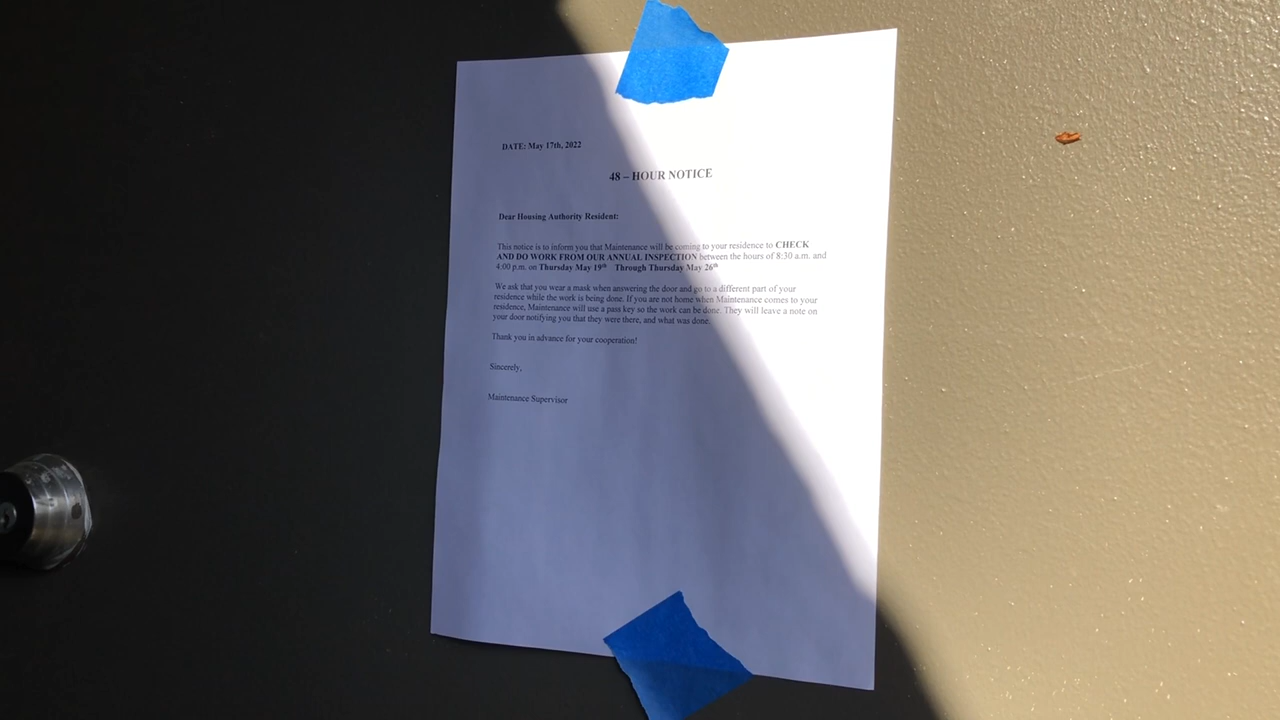 DATE: May 17th, 2022
48 – HOUR NOTICE
Dear Housing Authority Resident:
This notice is to inform you that Maintenance will be coming to your residence to CHECK
AND DO WORK FROM OUR ANNUAL INSPECTION between the hours of 8:30 a.m. and
4:00 p.m. on Thursday May 19th Through Thursday May 26th
We ask that you wear a mask when answering the door and go to a different part of your
residence while the work is being done. If you are not home when Maintenance comes to your
residence, Maintenance will use a pass key so the work can be done. They will leave a note on
your door notifying you that they were there, and what was done.
Thank you in advance for your cooperation!
Sincerely,
Maintenance Supervisor